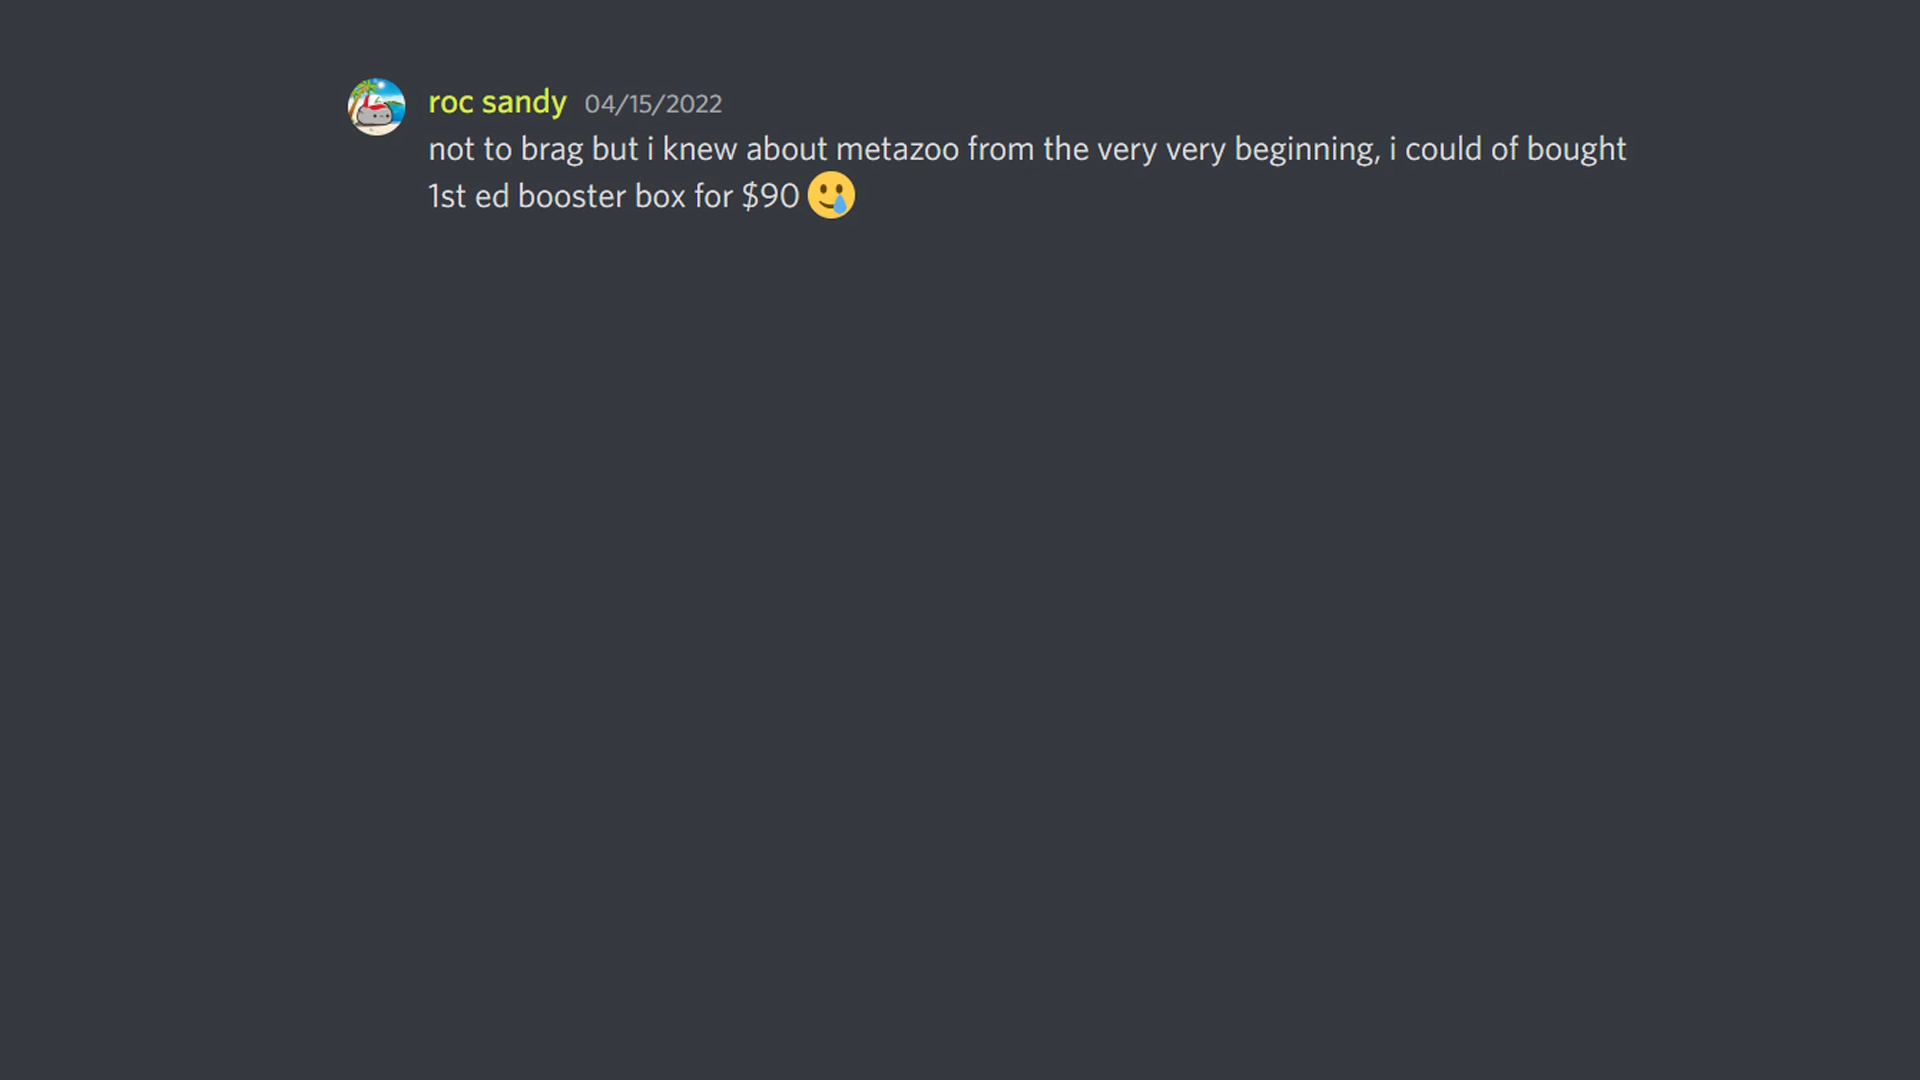 roc sandy 04/15/2022
not to brag but i knew about metazoo from the very very beginning, i could of bought
1st ed booster box for $90 🥲